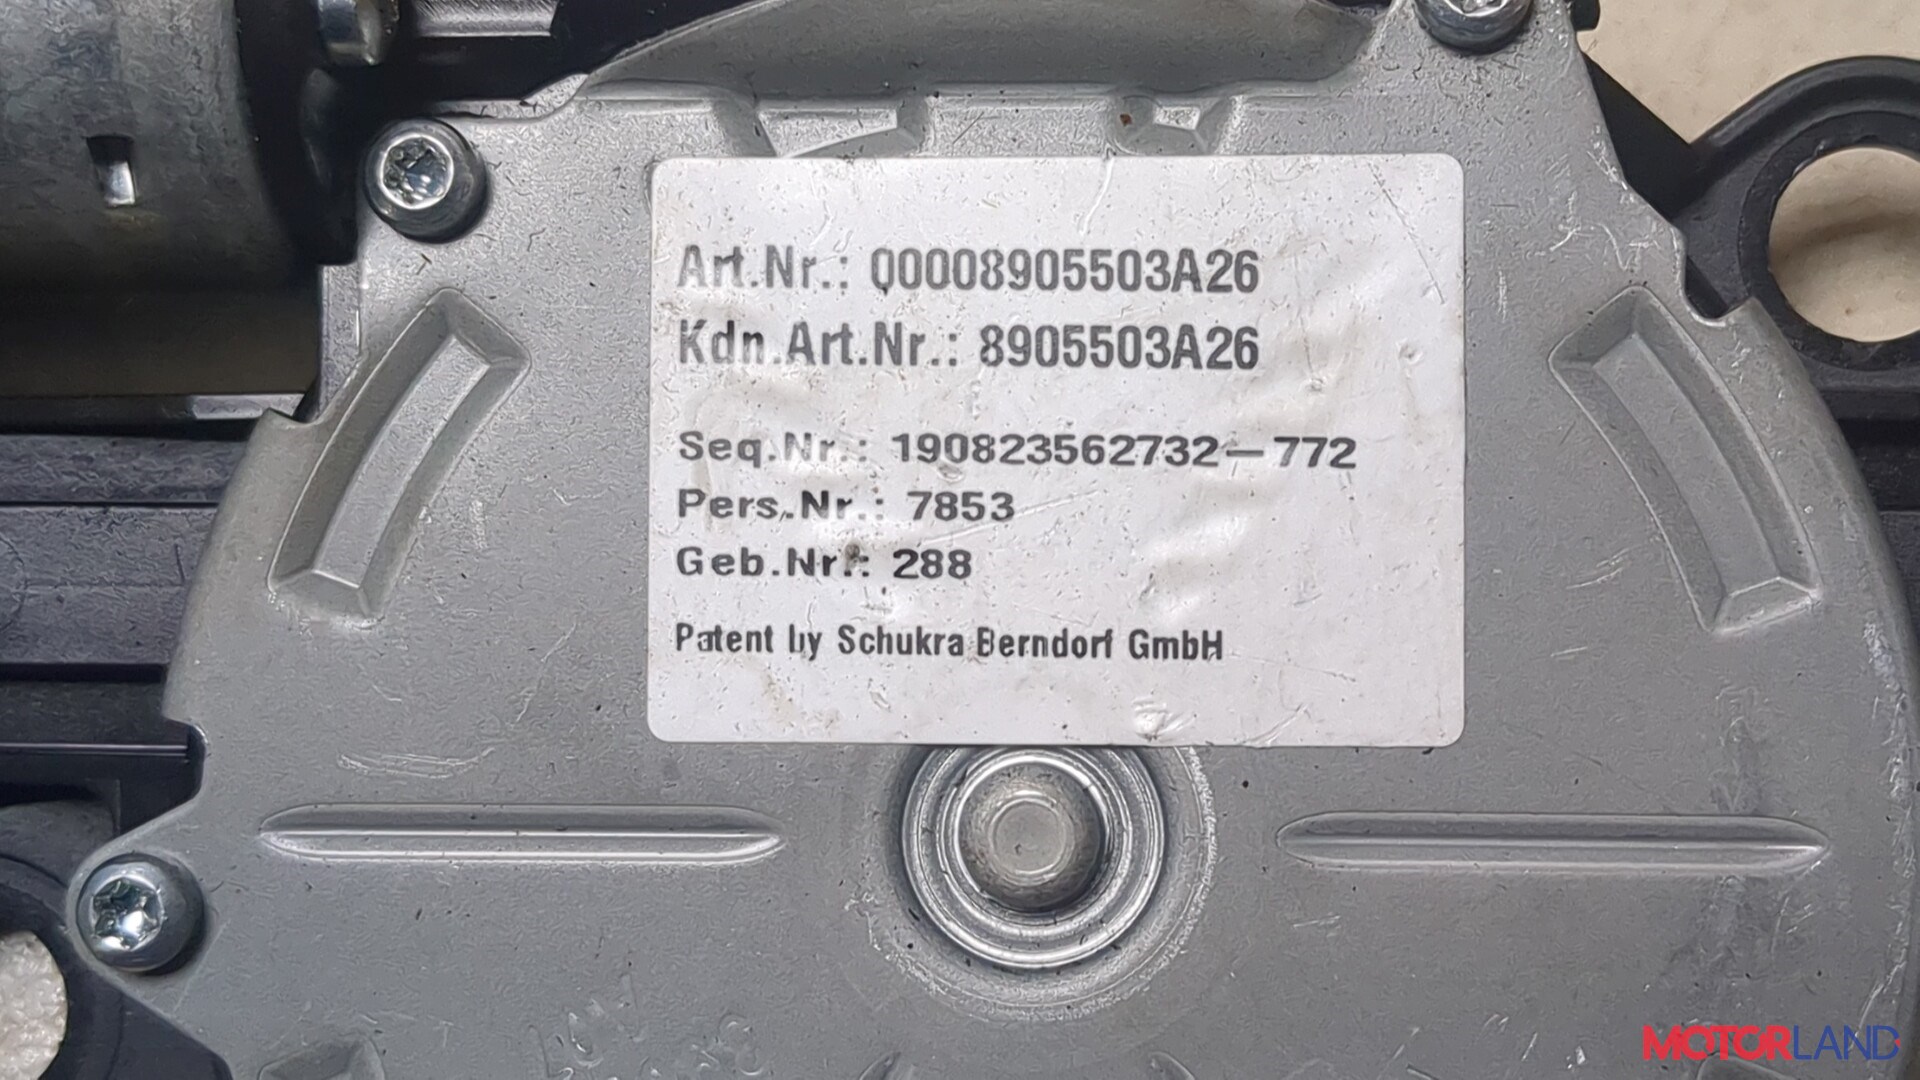 Art.Nr.: 00008905503A26
Kdn.Art.Nr.: 8905503A26
Seq.Nr.: 190823562732-772
Pers.Nr.: 7853
Geb.Nr.: 288
Patent by Schukra Berndorf GmbH
MOTORLAND